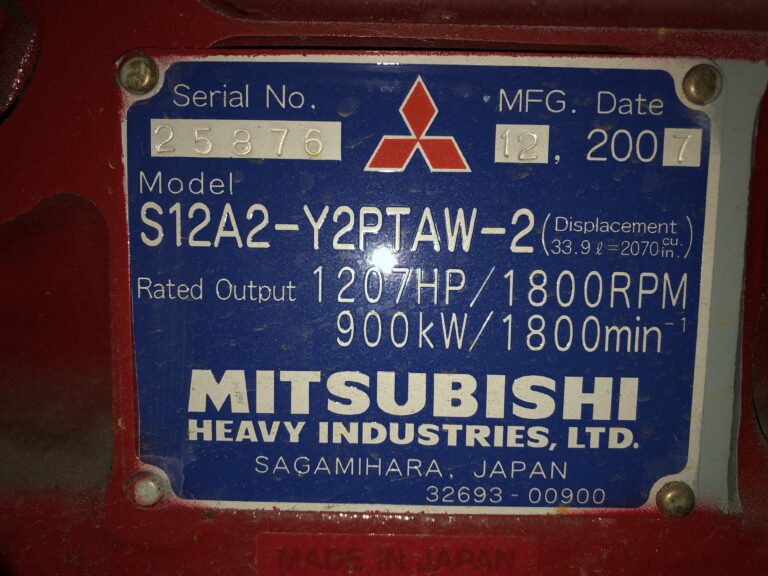 Serial No. MFG. Date
25876 12, 2007
Model
S12A2-Y2PTAW-2 (Displacement 33.9ℓ=2070 cu. in.)
Rated Output 1207HP/1800RPM
900kW/1800min⁻¹
MITSUBISHI
HEAVY INDUSTRIES, LTD.
SAGAMIHARA, JAPAN
32693-00900
MADE IN JAPAN